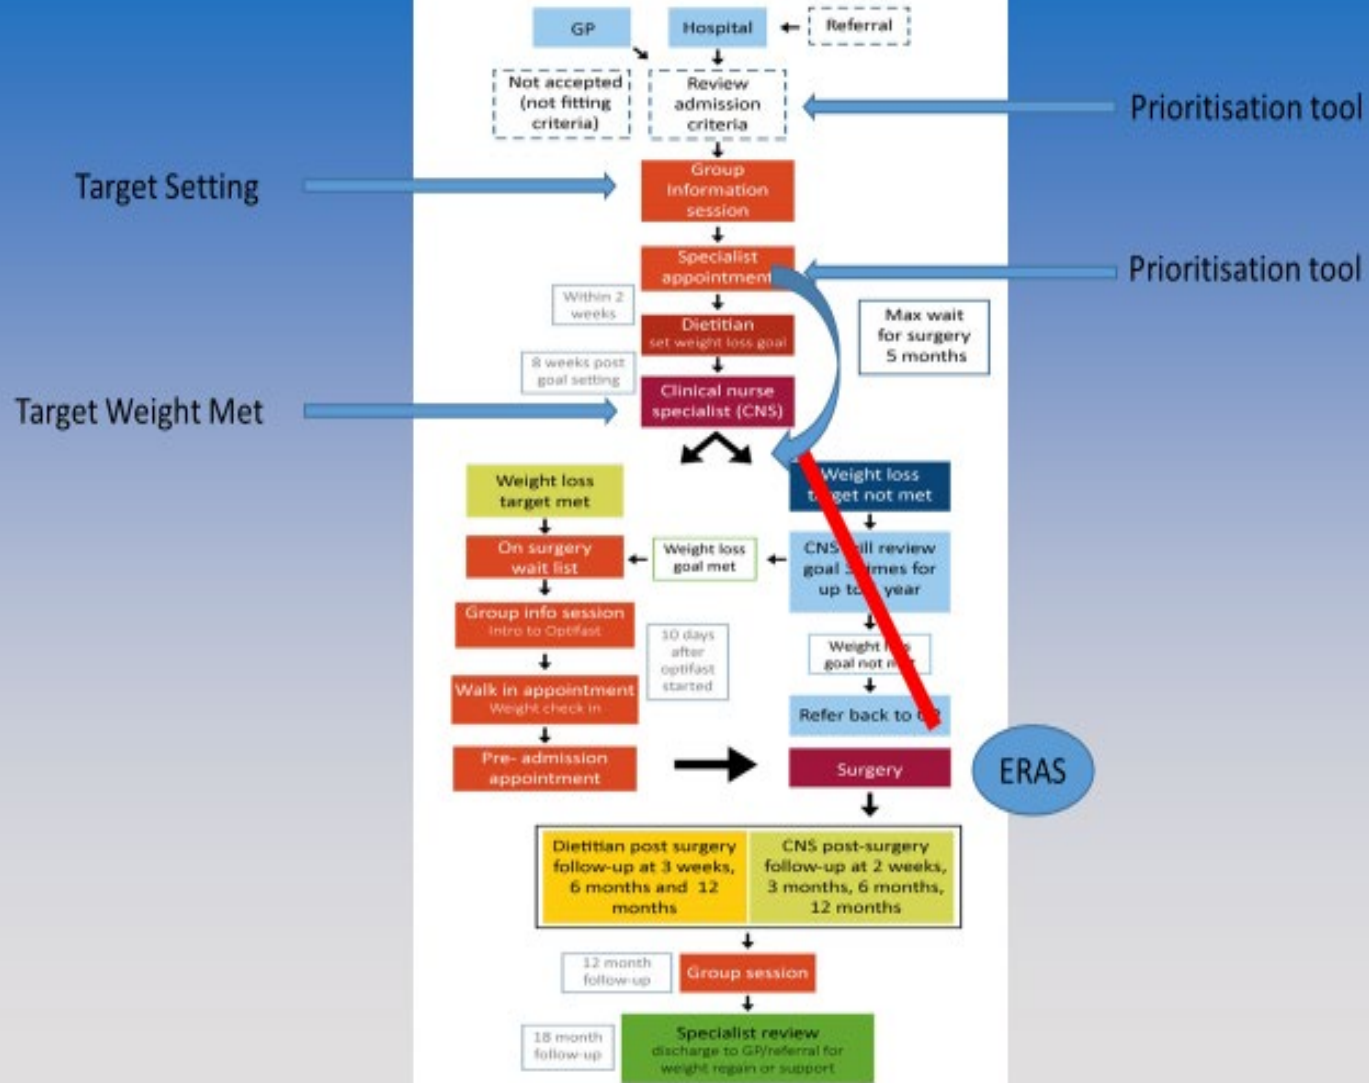 GP
Hospital
Referral
Not accepted
(not fitting
criteria)
Review
admission
criteria
Prioritisation tool
Target Setting
Group
Information
session
Specialist
appointment
Prioritisation tool
Within 2
weeks
Dietitian
set weight loss goal
Max wait
for surgery
5 months
8 weeks post
goal setting
Target Weight Met
Clinical nurse
specialist (CNS)
Weight loss
target met
Weight loss
target not met
On surgery
wait list
Weight loss
goal met
CNS will review
goal times for
up to year
Group info session
Intro to Optifast
10 days
after
optifast
started
Weight loss
goal not met
Walk in appointment
Weight check in
Refer back to
Pre- admission
appointment
Surgery
ERAS
Dietitian post surgery
follow-up at 3 weeks,
6 months and 12
months
CNS post-surgery
follow-up at 2 weeks,
3 months, 6 months,
12 months
12 month
follow-up
Group session
18 month
follow-up
Specialist review
discharge to GP/referral for
weight regain or support